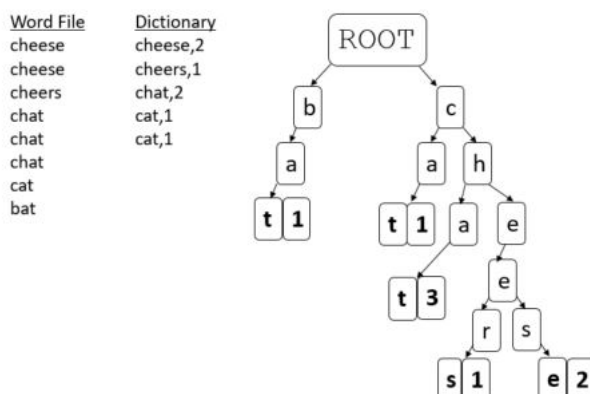 Word File
cheese
cheese
cheers
chat
chat
chat
cat
bat
Dictionary
cheese,2
cheers,1
chat,2
cat,1
cat,1
ROOT
b c
a a h
t 1 t 1 a e
t 3 e
r s
s 1 e 2